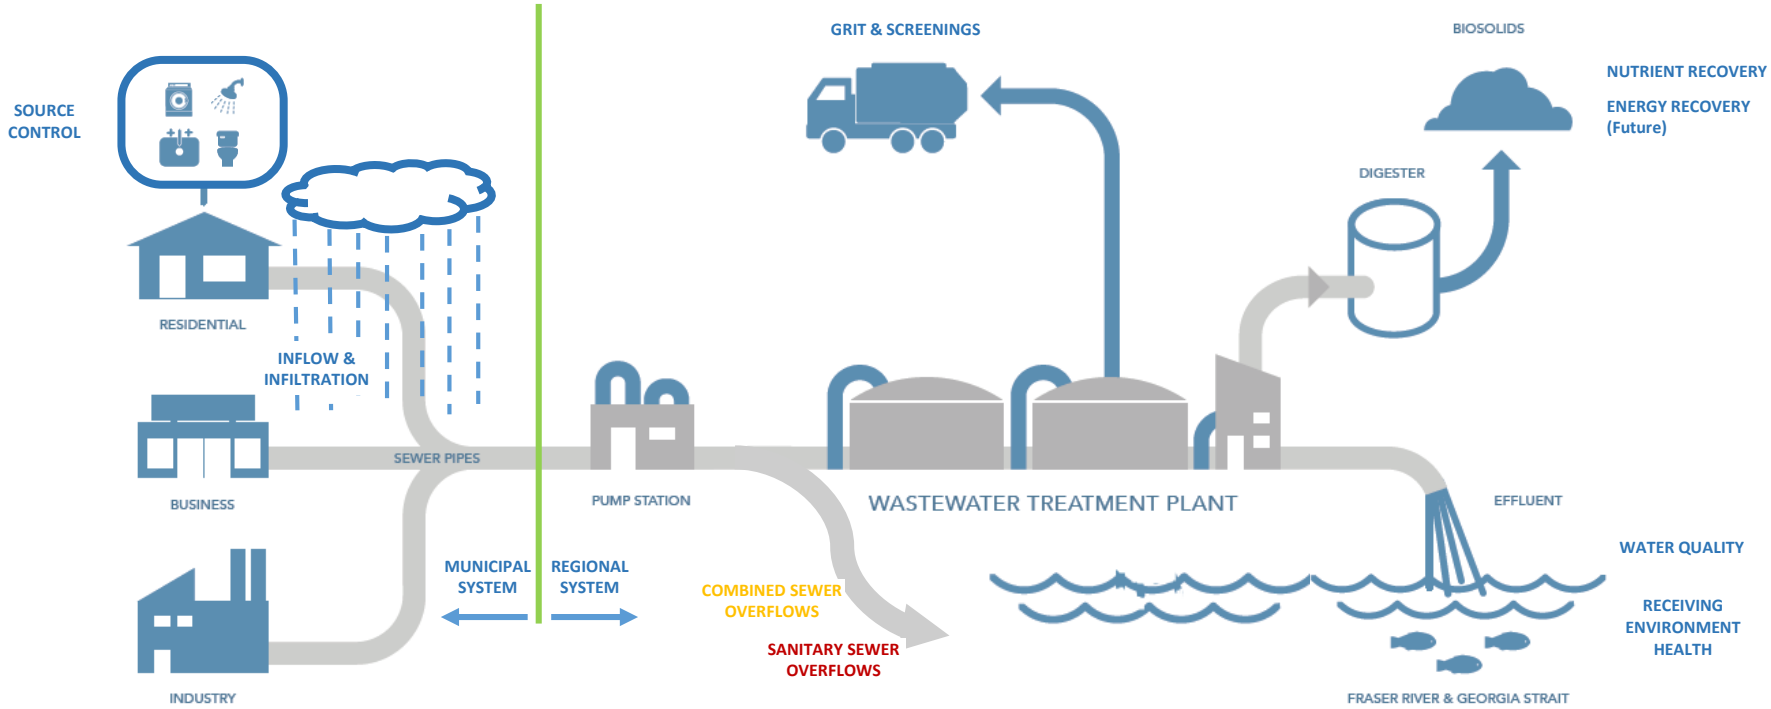 GRIT & SCREENINGS
BIOSOLIDS
NUTRIENT RECOVERY
ENERGY RECOVERY
(Future)
SOURCE
CONTROL
DIGESTER
RESIDENTIAL
INFLOW &
INFILTRATION
SEWER PIPES
BUSINESS
PUMP STATION
WASTEWATER TREATMENT PLANT
EFFLUENT
WATER QUALITY
MUNICIPAL
SYSTEM
REGIONAL
SYSTEM
COMBINED SEWER
OVERFLOWS
SANITARY SEWER
OVERFLOWS
RECEIVING
ENVIRONMENT
HEALTH
INDUSTRY
FRASER RIVER & GEORGIA STRAIT